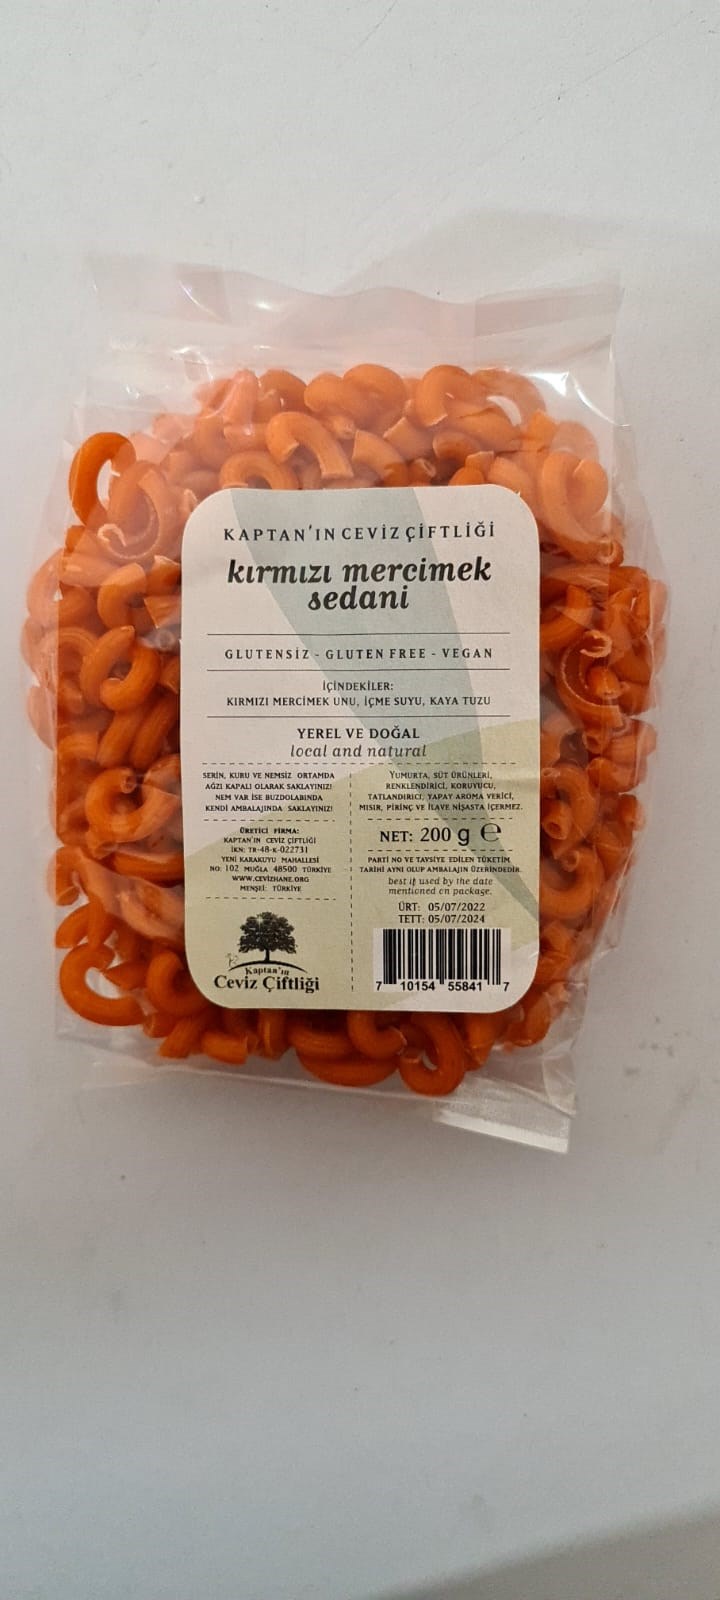 KAPTAN'IN CEVİZ ÇİFTLİĞİ
kırmızı mercimek
sedani
GLUTENSİZ - GLUTEN FREE - VEGAN
İÇİNDEKİLER:
KIRMIZI MERCİMEK UNU, İÇME SUYU, KAYA TUZU
YEREL VE DOĞAL
local and natural
SERİN, KURU VE NEMSİZ ORTAMDA
AĞZI KAPALI OLARAK SAKLAYINIZ!
NEM VAR İSE BUZDOLABINDA
KENDİ AMBALAJINDA SAKLAYINIZ!
ÜRETİCİ FİRMA:
KAPTAN'IN CEVİZ ÇİFTLİĞİ
İKN: TR-48-K-022731
YENİ KARAKUYU MAHALLESİ
NO: 102 MUĞLA 48500 TÜRKİYE
WWW.CEVIZHANE.ORG
MENŞEİ: TÜRKİYE
Kaptan'ın
Ceviz Çiftliği
YUMURTA, SÜT ÜRÜNLERİ,
RENKLENDİRİCİ, KORUYUCU,
TATLANDIRICI, YAPAY AROMA VERİCİ,
MISIR, PİRİNÇ VE İLAVE NİŞASTA İÇERMEZ.
NET: 200 g ℮
PARTİ NO VE TAVSİYE EDİLEN TÜKETİM
TARİHİ AYNI OLUP AMBALAJIN ÜZERİNDEDİR.
best if used by the date
mentioned on package.
ÜRT: 05/07/2022
TETT: 05/07/2024
7 10154 55841 7